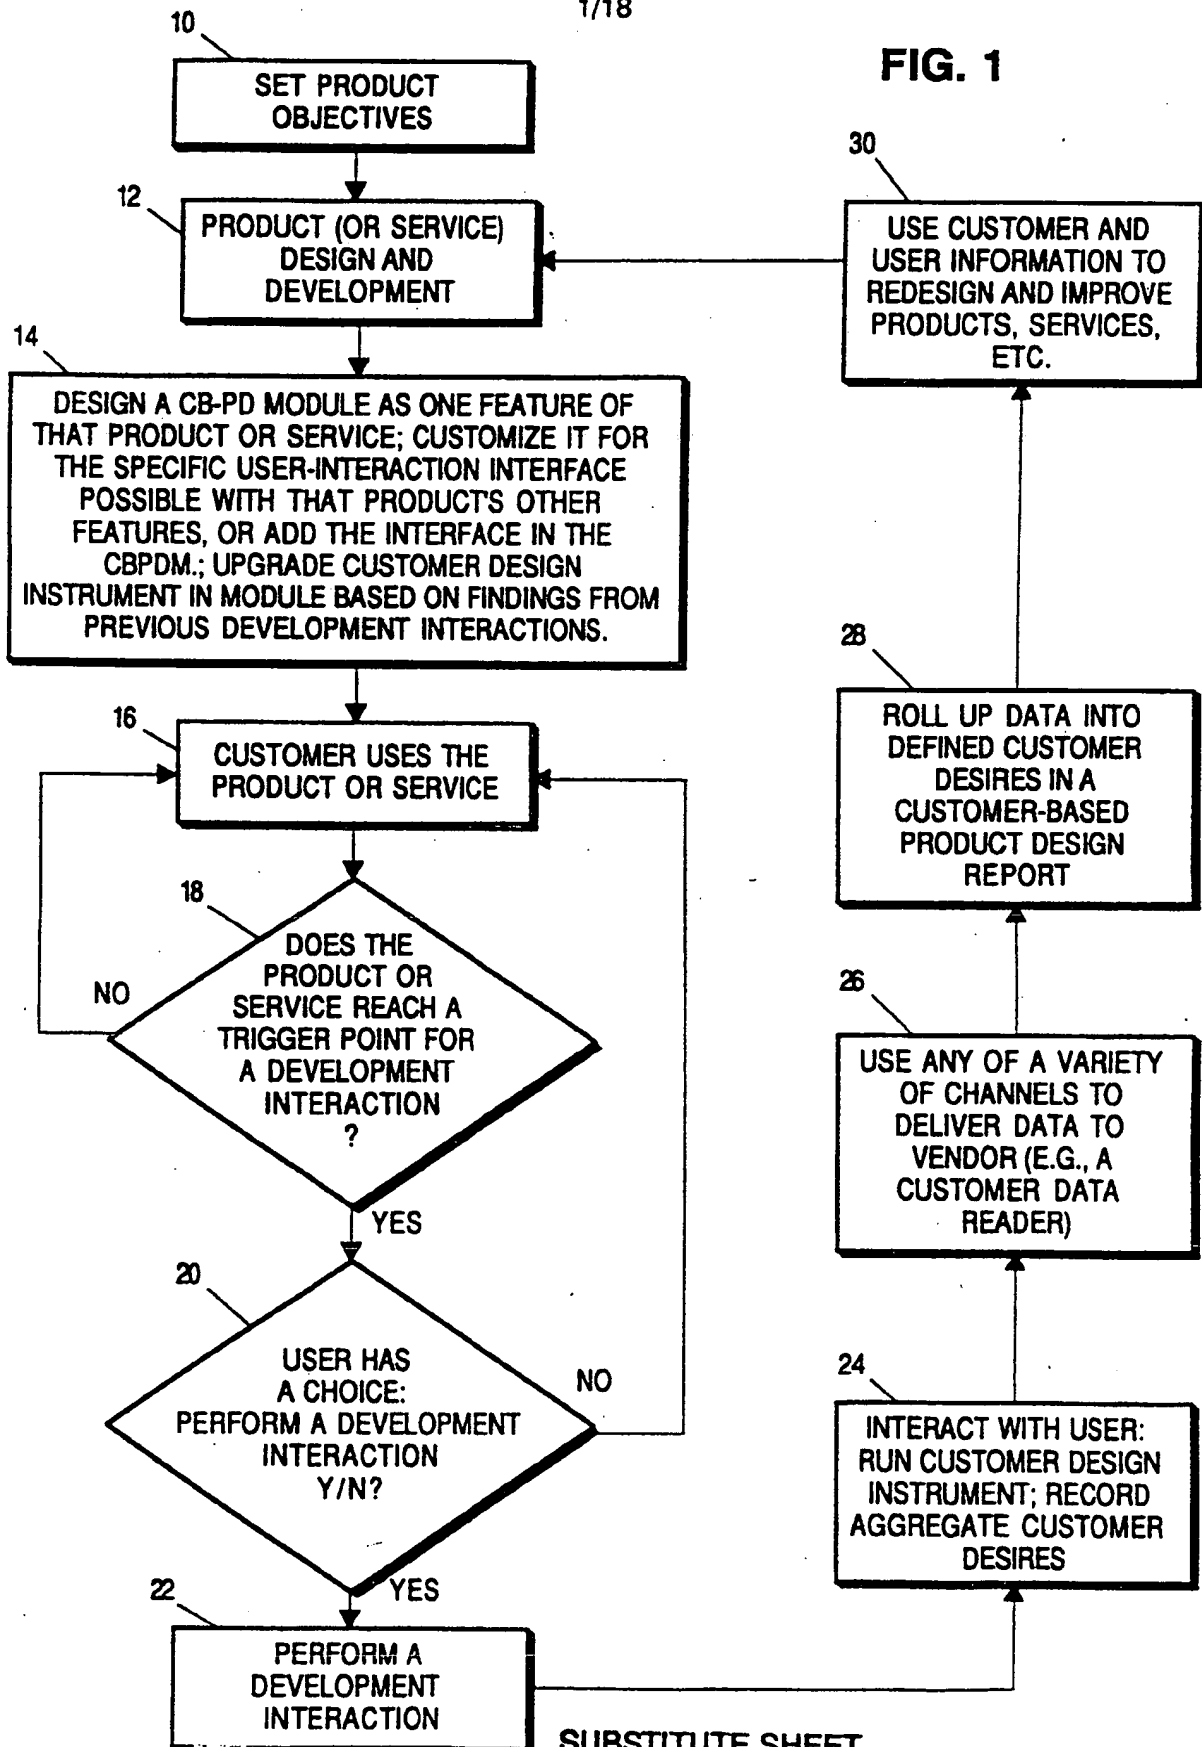 1/18
FIG. 1
10
SET PRODUCT
OBJECTIVES
12
PRODUCT (OR SERVICE)
DESIGN AND
DEVELOPMENT
14
DESIGN A CB-PD MODULE AS ONE FEATURE OF
THAT PRODUCT OR SERVICE; CUSTOMIZE IT FOR
THE SPECIFIC USER-INTERACTION INTERFACE
POSSIBLE WITH THAT PRODUCT'S OTHER
FEATURES, OR ADD THE INTERFACE IN THE
CBPDM.; UPGRADE CUSTOMER DESIGN
INSTRUMENT IN MODULE BASED ON FINDINGS FROM
PREVIOUS DEVELOPMENT INTERACTIONS.
16
CUSTOMER USES THE
PRODUCT OR SERVICE
18
DOES THE
PRODUCT OR
SERVICE REACH A
TRIGGER POINT FOR
A DEVELOPMENT
INTERACTION
?
NO
YES
20
USER HAS
A CHOICE:
PERFORM A DEVELOPMENT
INTERACTION
Y/N?
NO
YES
22
PERFORM A
DEVELOPMENT
INTERACTION
24
INTERACT WITH USER:
RUN CUSTOMER DESIGN
INSTRUMENT; RECORD
AGGREGATE CUSTOMER
DESIRES
26
USE ANY OF A VARIETY
OF CHANNELS TO
DELIVER DATA TO
VENDOR (E.G., A
CUSTOMER DATA
READER)
28
ROLL UP DATA INTO
DEFINED CUSTOMER
DESIRES IN A
CUSTOMER-BASED
PRODUCT DESIGN
REPORT
30
USE CUSTOMER AND
USER INFORMATION TO
REDESIGN AND IMPROVE
PRODUCTS, SERVICES,
ETC.
SUBSTITUTE SHEET